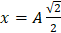 x = A √2/2